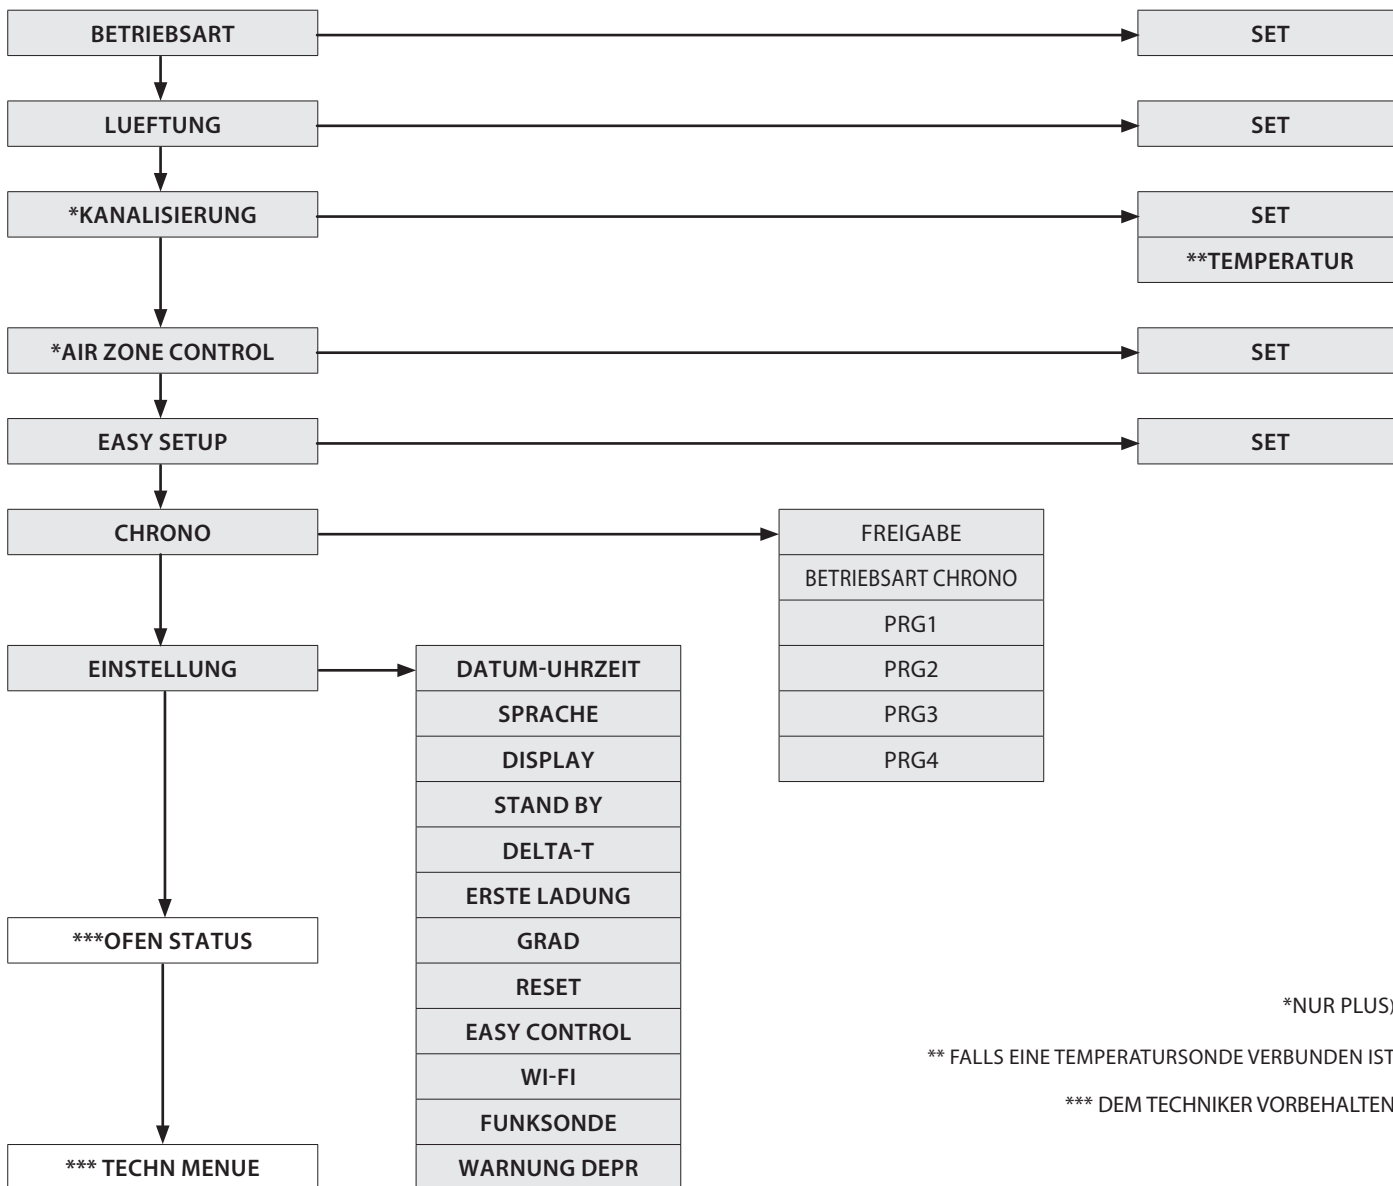 BETRIEBSART
SET
LUEFTUNG
SET
*KANALISIERUNG
SET
**TEMPERATUR
*AIR ZONE CONTROL
SET
EASY SETUP
SET
CHRONO
FREIGABE
BETRIEBSART CHRONO
PRG1
PRG2
PRG3
PRG4
EINSTELLUNG
DATUM-UHRZEIT
SPRACHE
DISPLAY
STAND BY
DELTA-T
ERSTE LADUNG
GRAD
RESET
EASY CONTROL
WI-FI
FUNKSONDE
WARNUNG DEPR
***OFEN STATUS
*** TECHN MENUE
*NUR PLUS)
** FALLS EINE TEMPERATURSONDE VERBUNDEN IST
*** DEM TECHNIKER VORBEHALTEN